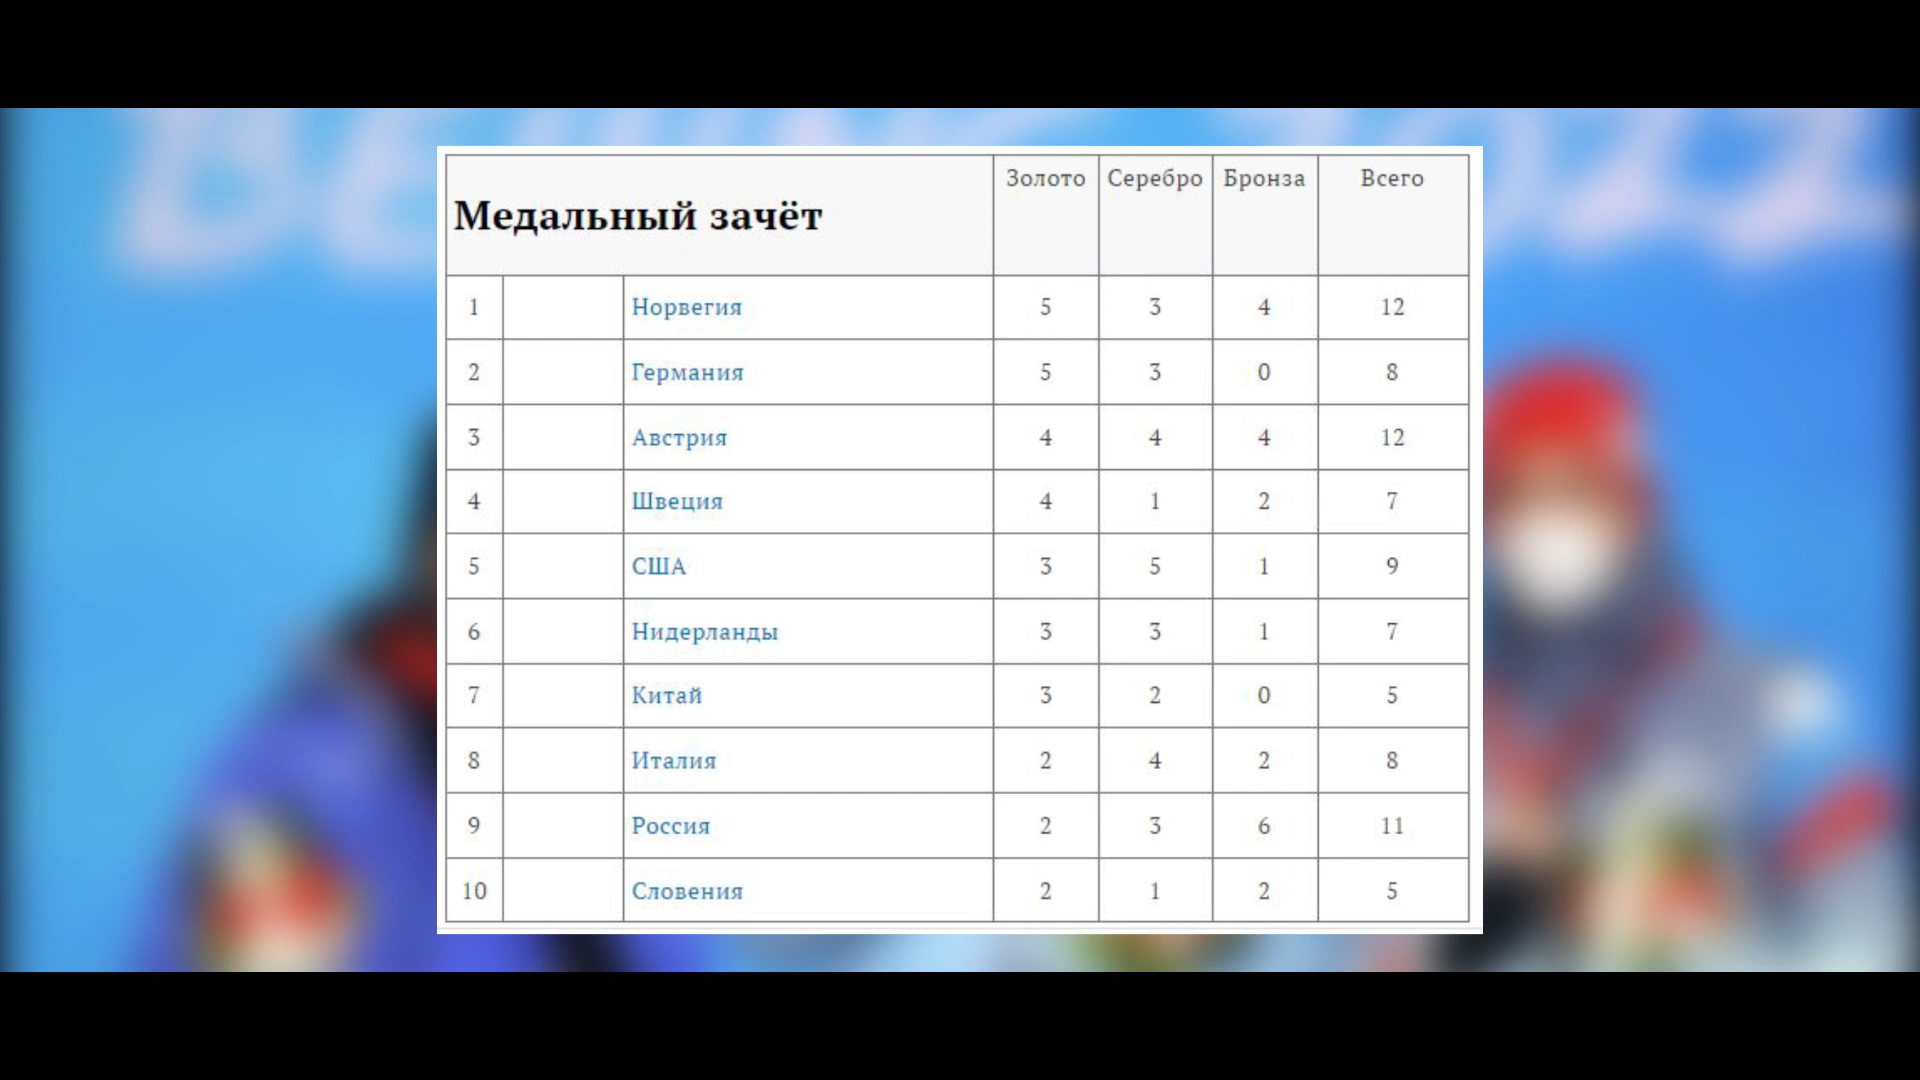 Медальный зачёт Золото Серебро Бронза Всего
1 Норвегия 5 3 4 12
2 Германия 5 3 0 8
3 Австрия 4 4 4 12
4 Швеция 4 1 2 7
5 США 3 5 1 9
6 Нидерланды 3 3 1 7
7 Китай 3 2 0 5
8 Италия 2 4 2 8
9 Россия 2 3 6 11
10 Словения 2 1 2 5